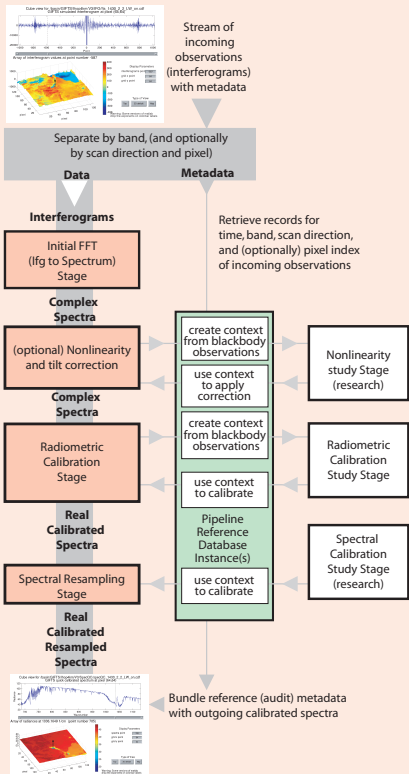 Stream of
incoming
observations
(interferograms)
with metadata
Separate by band, (and optionally
by scan direction and pixel)
Data
Metadata
Interferograms
Retrieve records for
time, band, scan direction,
and (optionally) pixel index
of incoming observations
Initial FFT
(Ifg to Spectrum)
Stage
Complex
Spectra
(optional) Nonlinearity
and tilt correction
create context
from blackbody
observations
use context
to apply
correction
Nonlinearity
study Stage
(research)
Complex
Spectra
Radiometric
Calibration
Stage
create context
from blackbody
observations
use context
to calibrate
Radiometric
Calibration
Study Stage
Real
Calibrated
Spectra
Pipeline
Reference
Database
Instance(s)
Spectral
Calibration
Study Stage
(research)
Spectral Resampling
Stage
use context
to calibrate
Real
Calibrated
Resampled
Spectra
Bundle reference (audit) metadata
with outgoing calibrated spectra